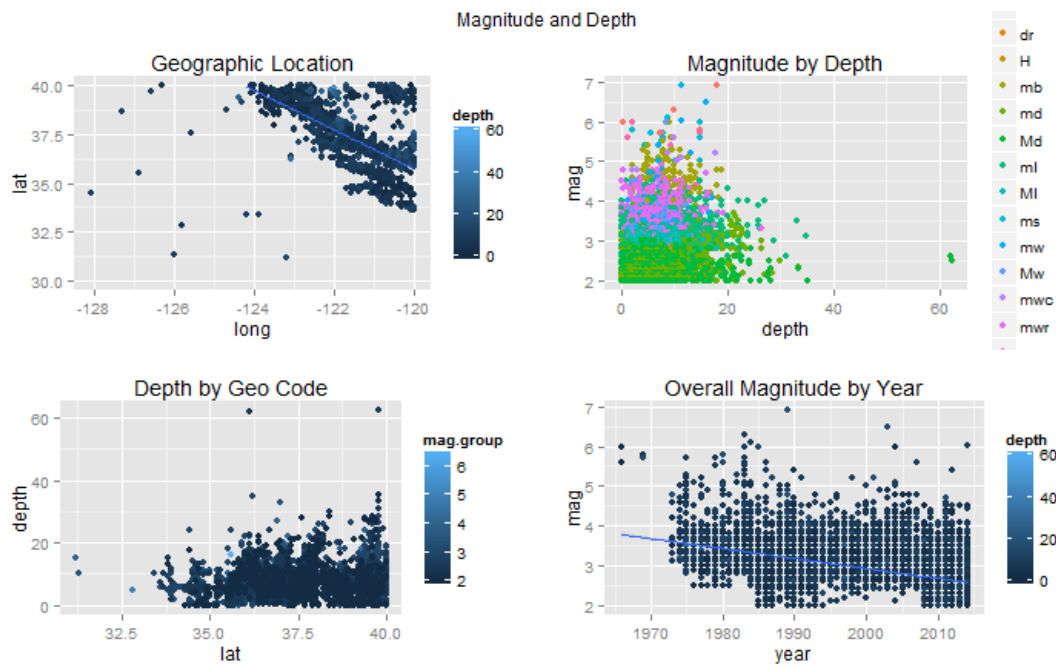 Magnitude and Depth
Geographic Location
40.0
37.5
35.0
32.5
30.0
lat
-128
-126
-124
-122
-120
long
depth
60
40
20
0
Magnitude by Depth
7
6
5
4
3
2
mag
0
20
40
60
depth
dr
H
mb
md
Md
ml
Ml
ms
mw
Mw
mwc
mwr
Depth by Geo Code
60
40
20
0
depth
32.5
35.0
37.5
40.0
lat
mag.group
6
5
4
3
2
Overall Magnitude by Year
7
6
5
4
3
2
mag
1970
1980
1990
2000
2010
year
depth
60
40
20
0